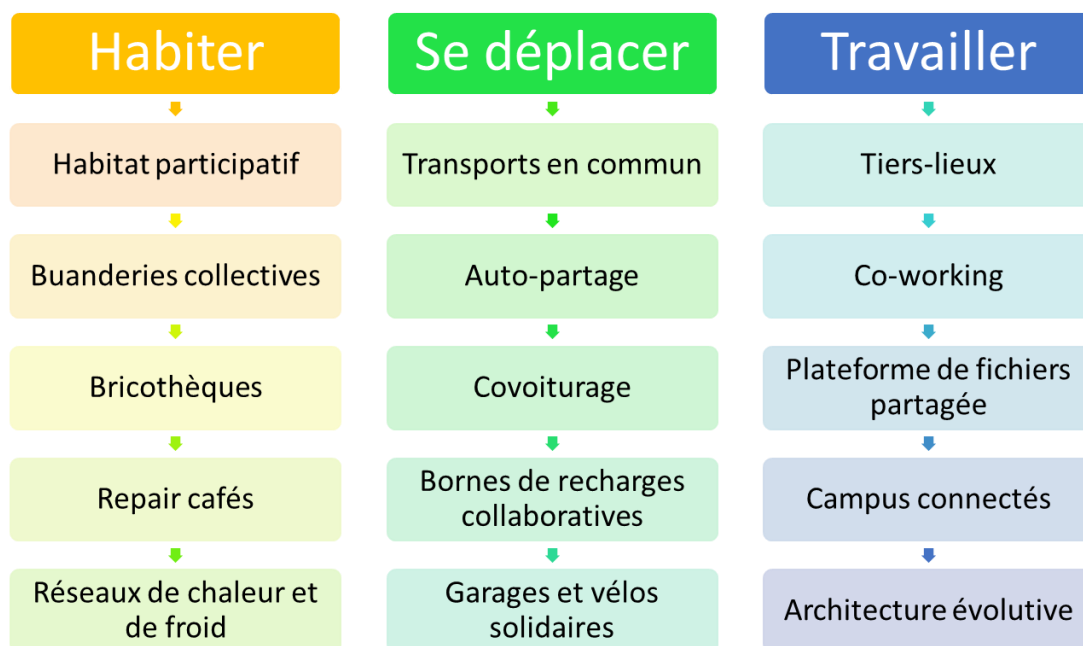 Habiter
Habitat participatif
Buanderies collectives
Bricothèques
Repair cafés
Réseaux de chaleur et
de froid
Se déplacer
Transports en commun
Auto-partage
Covoiturage
Bornes de recharges
collaboratives
Garages et vélos
solidaires
Travailler
Tiers-lieux
Co-working
Plateforme de fichiers
partagée
Campus connectés
Architecture évolutive